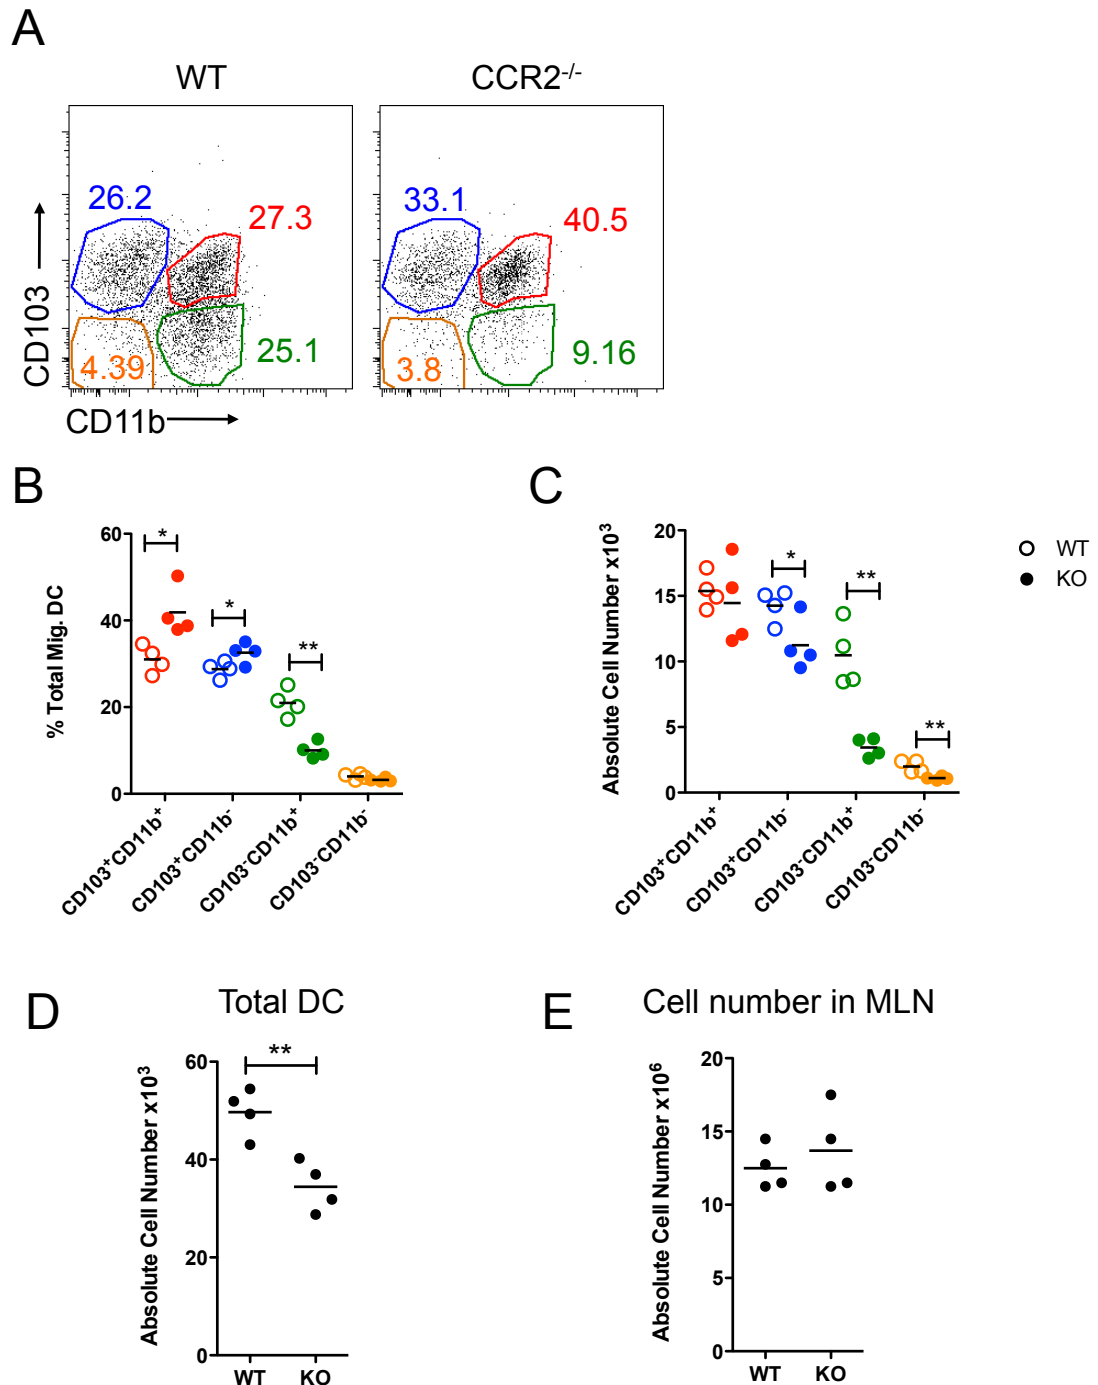 A
WT
CCR2-/-
26.2
27.3
4.39
25.1
33.1
40.5
3.8
9.16
CD103
CD11b
B
% Total Mig. DC
60
40
20
0
*
*
**
CD103+CD11b+
CD103+CD11b-
CD103-CD11b+
CD103-CD11b-
C
Absolute Cell Number x10³
20
15
10
5
0
*
**
**
CD103+CD11b+
CD103+CD11b-
CD103-CD11b+
CD103-CD11b-
WT
KO
D
Total DC
Absolute Cell Number x10³
60
40
20
0
**
WT
KO
E
Cell number in MLN
Absolute Cell Number x10⁶
20
15
10
5
0
WT
KO